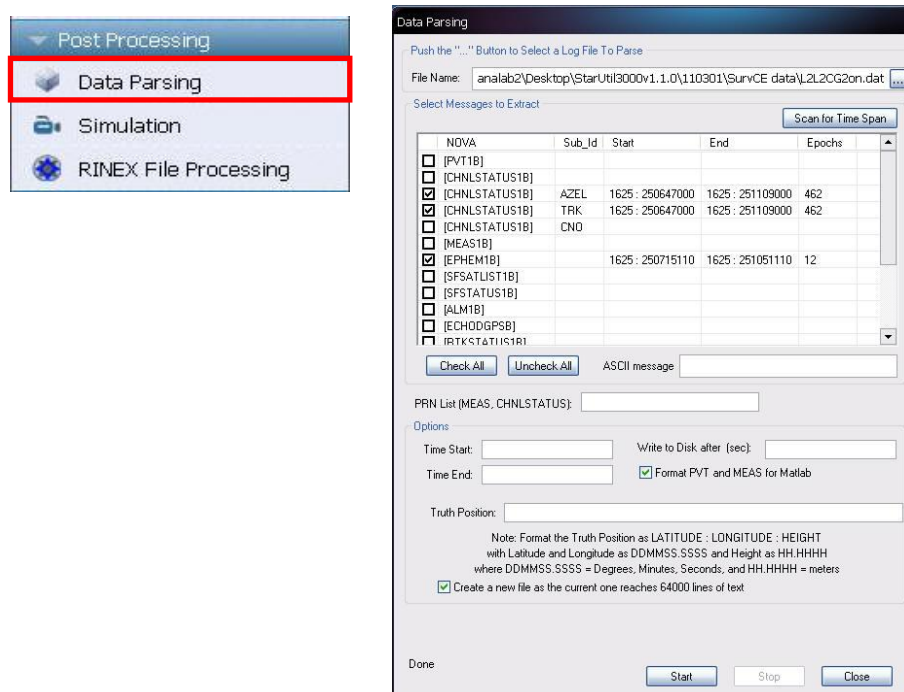 Post Processing
Data Parsing
Simulation
RINEX File Processing
Data Parsing
Push the "..." Button to Select a Log File To Parse
File Name: analab2\Desktop\StarUtil3000v1.1.0\110301\SurvCE data\L2L2CG2on.dat ...
Select Messages to Extract
Scan for Time Span
NOVA Sub_Id Start End Epochs
[PVT1B]
[CHNLSTATUS1B]
[CHNLSTATUS1B] AZEL 1625 : 250647000 1625 : 251109000 462
[CHNLSTATUS1B] TRK 1625 : 250647000 1625 : 251109000 462
[CHNLSTATUS1B] CNO
[MEAS1B]
[EPHEM1B] 1625 : 250715110 1625 : 251051110 12
[SFSATLIST1B]
[SFSTATUS1B]
[ALM1B]
[ECHODGPSB]
[RTKSTATUS1B]
Check All Uncheck All ASCII message
PRN List (MEAS, CHNLSTATUS):
Options
Time Start: Write to Disk after (sec):
Time End: Format PVT and MEAS for Matlab
Truth Position:
Note: Format the Truth Position as LATITUDE : LONGITUDE : HEIGHT
with Latitude and Longitude as DDMMSS.SSSS and Height as HH.HHHH
where DDMMSS.SSSS = Degrees, Minutes, Seconds, and HH.HHHH = meters
Create a new file as the current one reaches 64000 lines of text
Done
Start Stop Close